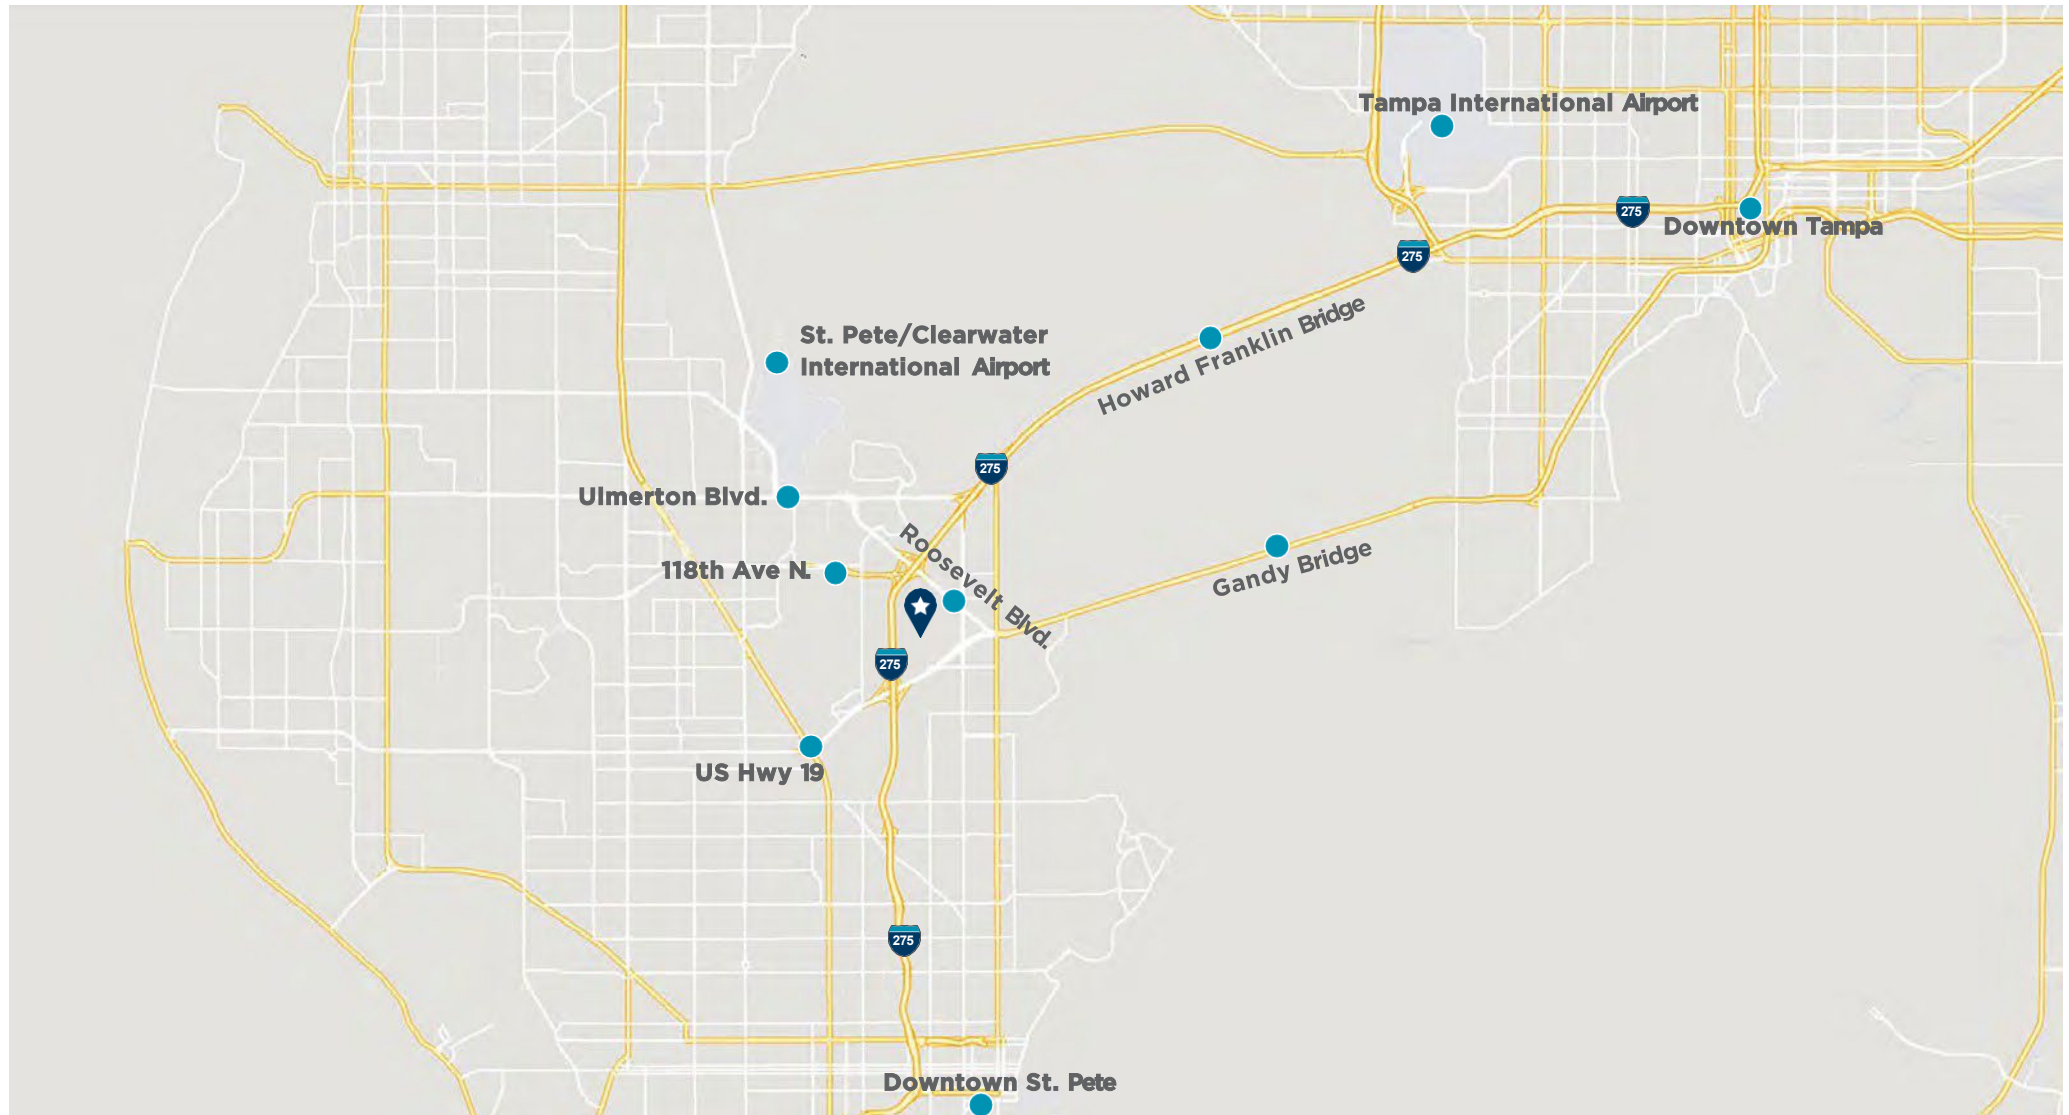 Tampa International Airport
275
Downtown Tampa
275
Howard Franklin Bridge
St. Pete/Clearwater
International Airport
275
Ulmerton Blvd.
Roosevelt Blvd.
118th Ave N.
Gandy Bridge
275
US Hwy 19
275
Downtown St. Pete